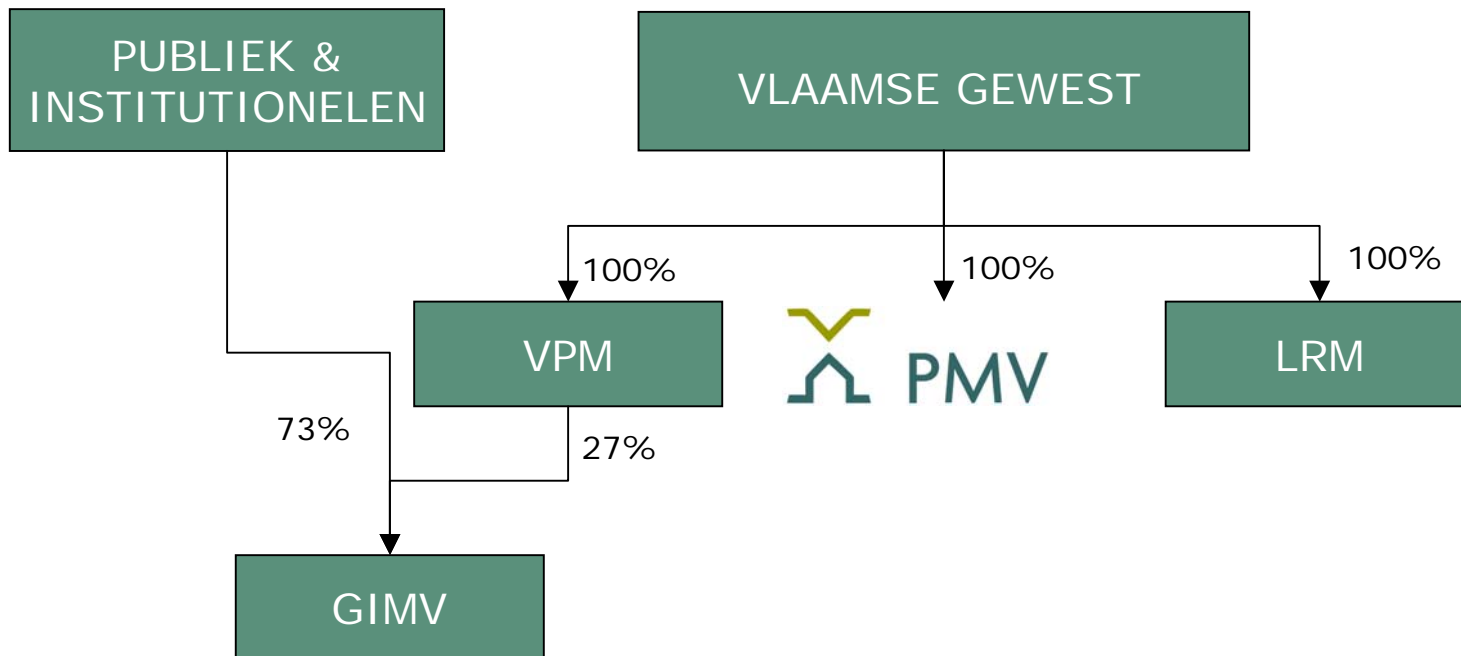 PUBLIEK &
INSTITUTIONELEN
VLAAMSE GEWEST
100%
100%
100%
VPM
PMV
LRM
73%
27%
GIMV